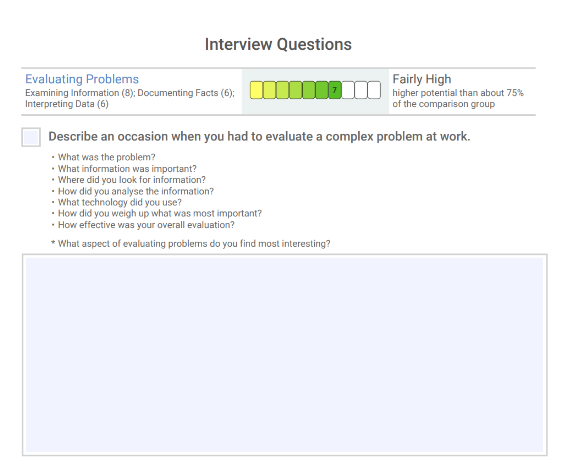 Interview Questions
Evaluating Problems
Examining Information (8); Documenting Facts (6);
Interpreting Data (6)
7
Fairly High
higher potential than about 75%
of the comparison group
Describe an occasion when you had to evaluate a complex problem at work.
• What was the problem?
• What information was important?
• Where did you look for information?
• How did you analyse the information?
• What technology did you use?
• How did you weigh up what was most important?
• How effective was your overall evaluation?
* What aspect of evaluating problems do you find most interesting?